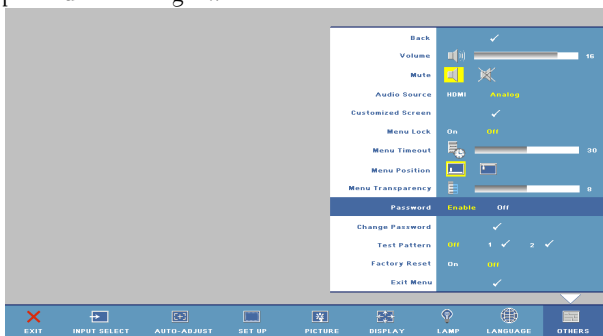 Back
Volume 16
Mute
Audio Source HDMI Analog
Customized Screen
Menu Lock On Off
Menu Timeout 30
Menu Position
Menu Transparency 0
Password Enable Off
Change Password
Test Pattern Off 1 2
Factory Reset On Off
Exit Menu
EXIT INPUT SELECT AUTO-ADJUST SET UP PICTURE DISPLAY LAMP LANGUAGE OTHERS